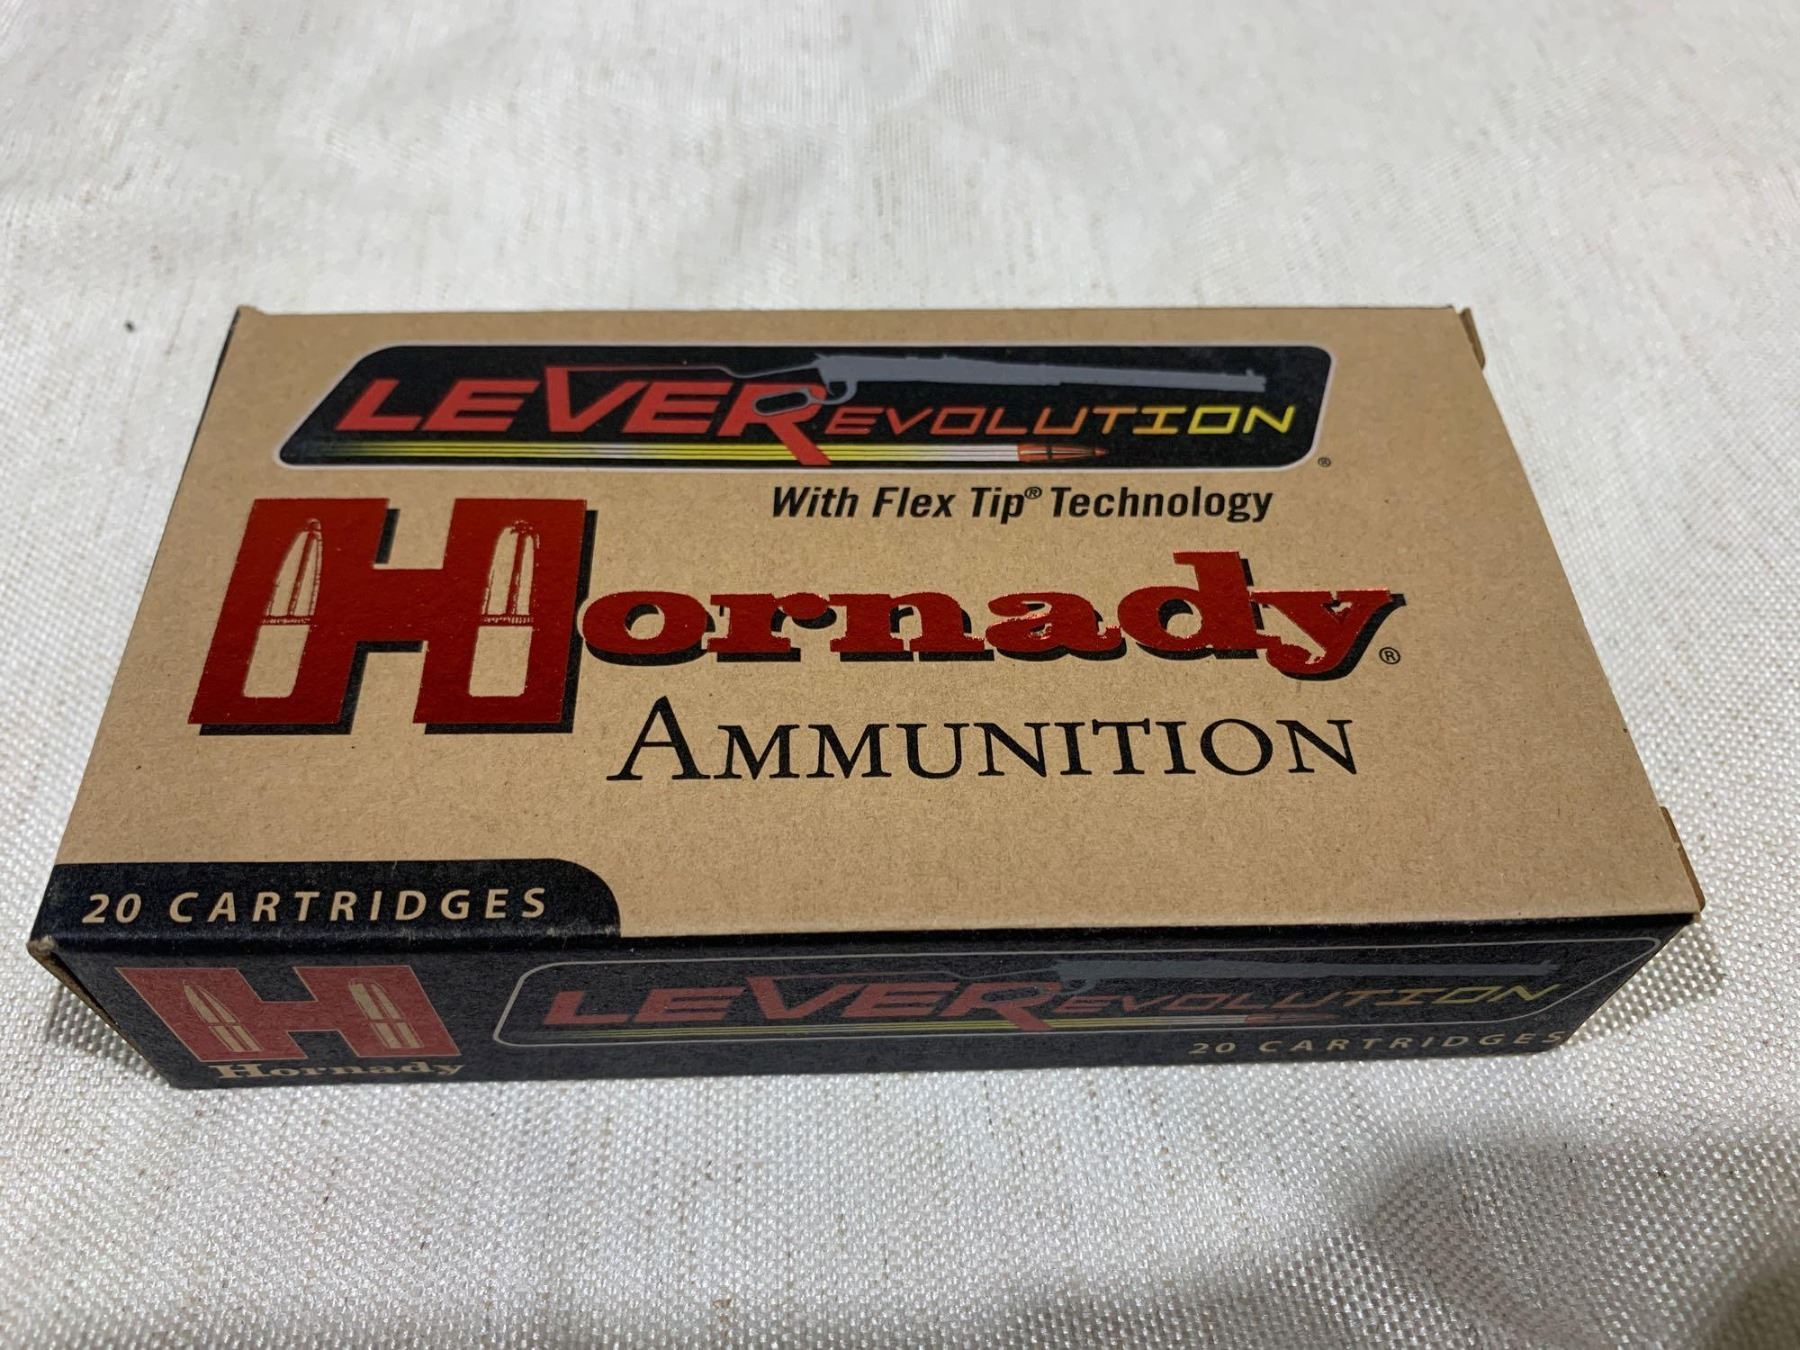 LEVEREVOLUTION®
With Flex Tip® Technology
Hornady®
AMMUNITION
20 CARTRIDGES
H
Hornady
LEVEREVOLUTION
20 CARTRIDGES